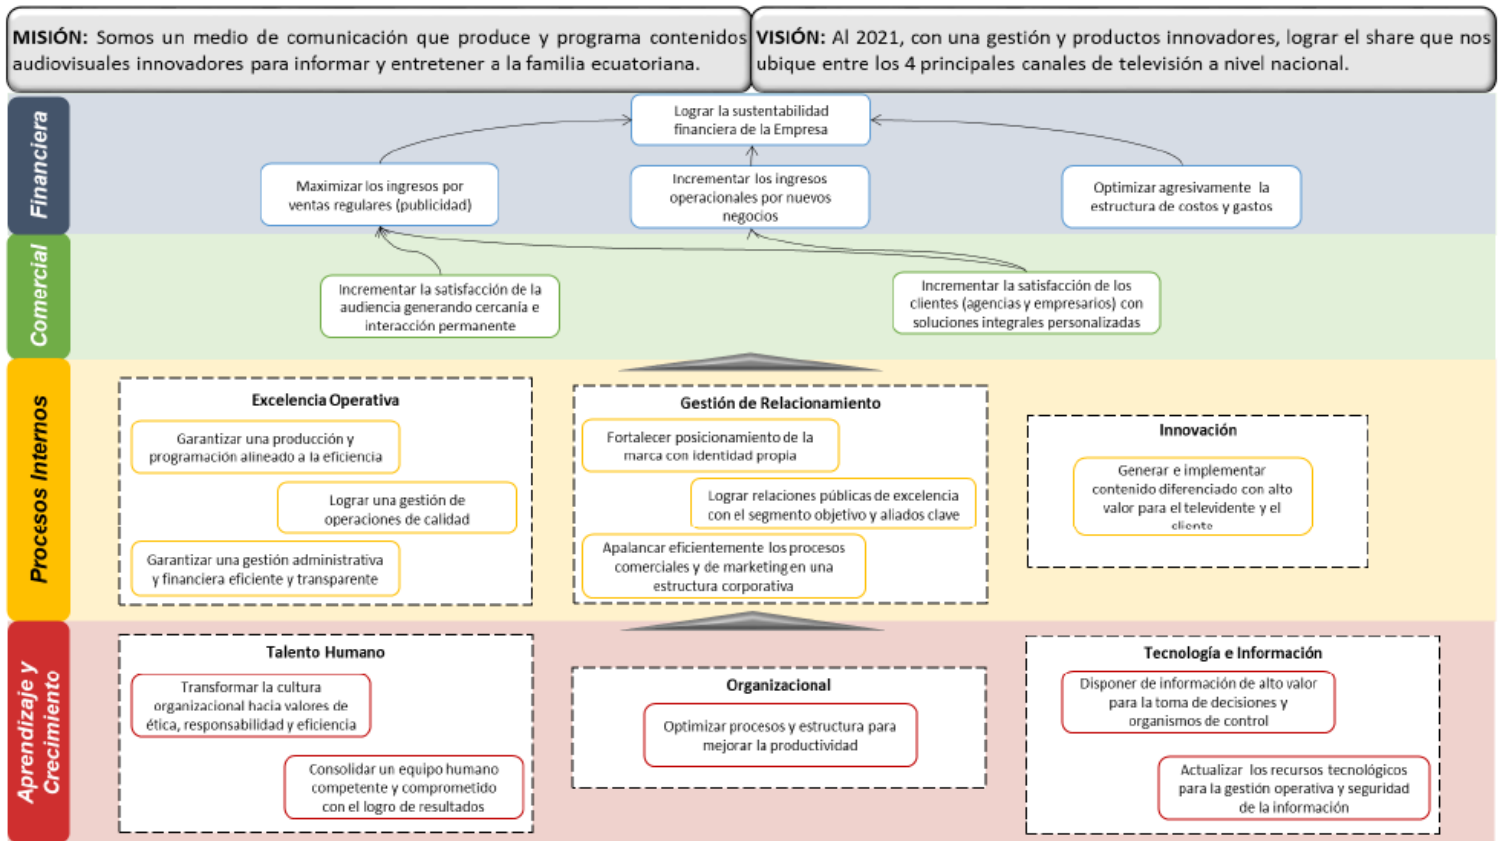 MISIÓN: Somos un medio de comunicación que produce y programa contenidos
audiovisuales innovadores para informar y entretener a la familia ecuatoriana.
VISIÓN: Al 2021, con una gestión y productos innovadores, lograr el share que nos
ubique entre los 4 principales canales de televisión a nivel nacional.
Financiera
Lograr la sustentabilidad
financiera de la Empresa
Maximizar los ingresos por
ventas regulares (publicidad)
Incrementar los ingresos
operacionales por nuevos
negocios
Optimizar agresivamente la
estructura de costos y gastos
Comercial
Incrementar la satisfacción de la
audiencia generando cercanía e
interacción permanente
Incrementar la satisfacción de los
clientes (agencias y empresarios) con
soluciones integrales personalizadas
Procesos Internos
Excelencia Operativa
Garantizar una producción y
programación alineado a la eficiencia
Lograr una gestión de
operaciones de calidad
Garantizar una gestión administrativa
y financiera eficiente y transparente
Gestión de Relacionamiento
Fortalecer posicionamiento de la
marca con identidad propia
Lograr relaciones públicas de excelencia
con el segmento objetivo y aliados clave
Apalancar eficientemente los procesos
comerciales y de marketing en una
estructura corporativa
Innovación
Generar e implementar
contenido diferenciado con alto
valor para el televidente y el
cliente
Aprendizaje y
Crecimiento
Talento Humano
Transformar la cultura
organizacional hacia valores de
ética, responsabilidad y eficiencia
Consolidar un equipo humano
competente y comprometido
con el logro de resultados
Organizacional
Optimizar procesos y estructura para
mejorar la productividad
Tecnología e Información
Disponer de información de alto valor
para la toma de decisiones y
organismos de control
Actualizar los recursos tecnológicos
para la gestión operativa y seguridad
de la información